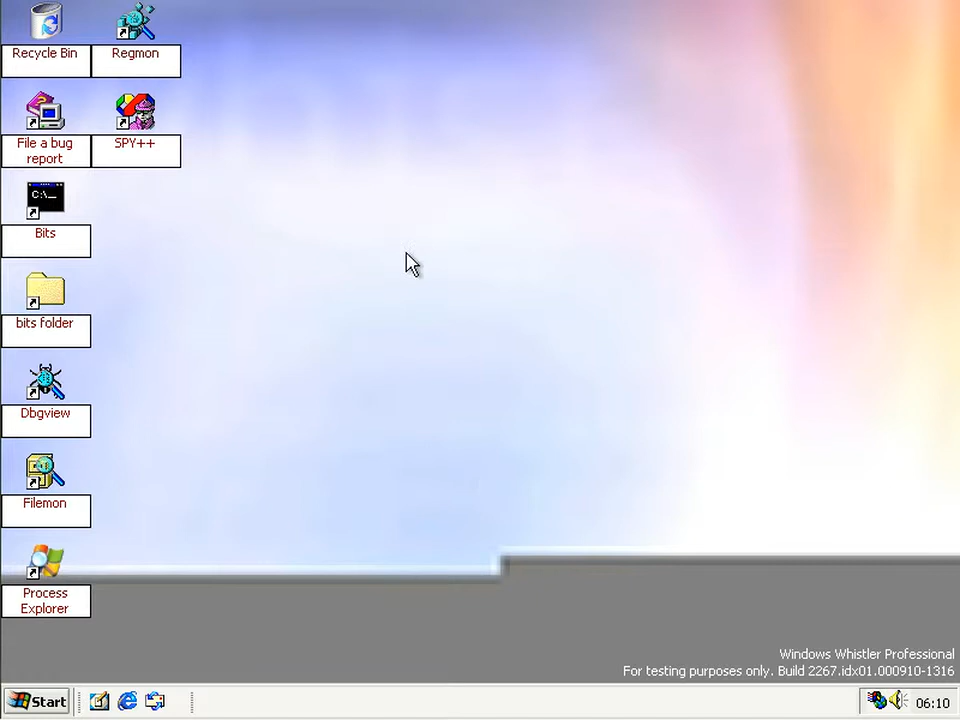 Recycle Bin
Regmon
File a bug
report
SPY++
C:\_
Bits
bits folder
Dbgview
Filemon
Process
Explorer
Windows Whistler Professional
For testing purposes only. Build 2267.idx01.000910-1316
Start
06:10